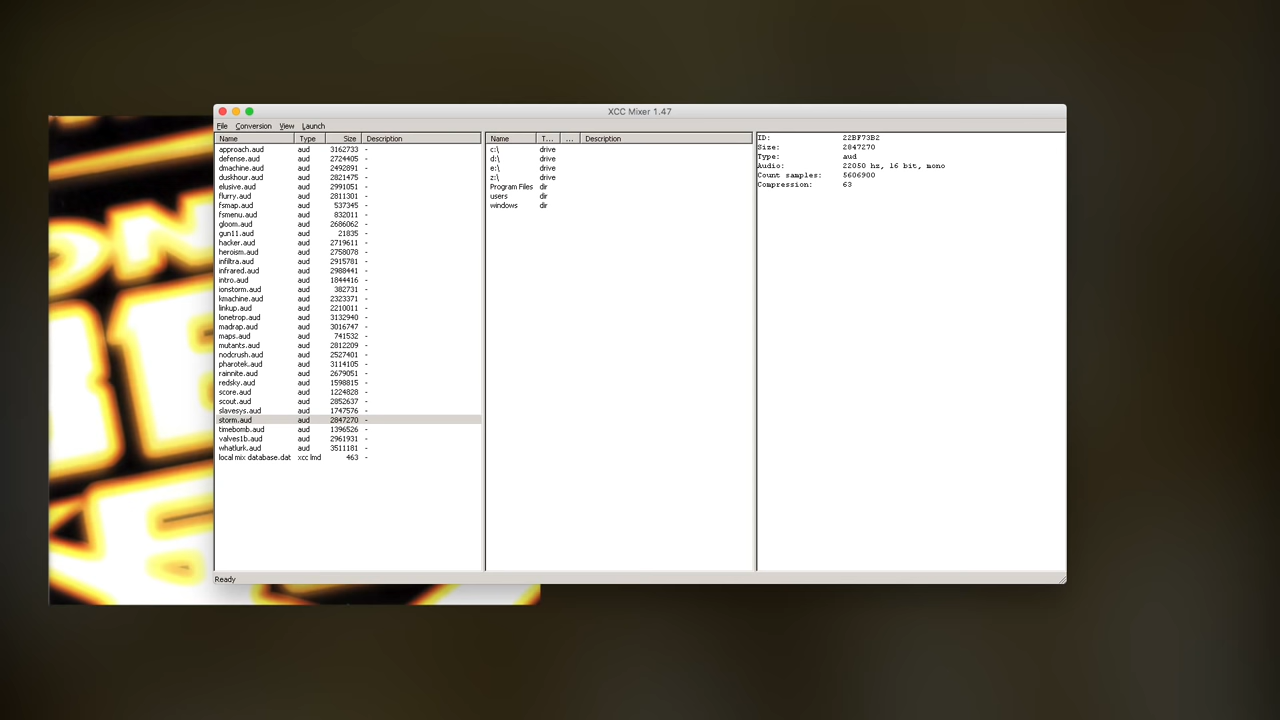 XCC Mixer 1.47
File Conversion View Launch
Name Type Size Description
approach.aud aud 3162733 -
defense.aud aud 2724405 -
dmachine.aud aud 2492891 -
duskhour.aud aud 2821475 -
elusive.aud aud 2991051 -
flurry.aud aud 2811301 -
fsmap.aud aud 537345 -
fsmenu.aud aud 832011 -
gloom.aud aud 2686062 -
gun11.aud aud 21835 -
hacker.aud aud 2719611 -
heroism.aud aud 2758078 -
infiltra.aud aud 2915781 -
infrared.aud aud 2988441 -
intro.aud aud 1844416 -
ionstorm.aud aud 382731 -
kmachine.aud aud 2323371 -
linkup.aud aud 2210011 -
lonetrop.aud aud 3132940 -
madrap.aud aud 3016747 -
maps.aud aud 741532 -
mutants.aud aud 2812209 -
nodcrush.aud aud 2527401 -
pharotek.aud aud 3114105 -
rainnite.aud aud 2679051 -
redsky.aud aud 1598815 -
score.aud aud 1224828 -
scout.aud aud 2852637 -
slavesys.aud aud 1747576 -
storm.aud aud 2847270 -
timebomb.aud aud 1396526 -
valves1b.aud aud 2961931 -
whatlurk.aud aud 3511181 -
local mix database.dat xcc lmd 463 -
Name T... ... Description
c:\ drive
d:\ drive
e:\ drive
z:\ drive
Program Files dir
users dir
windows dir
ID: 22BF73B2
Size: 2847270
Type: aud
Audio: 22050 hz, 16 bit, mono
Count samples: 5606900
Compression: 63
Ready